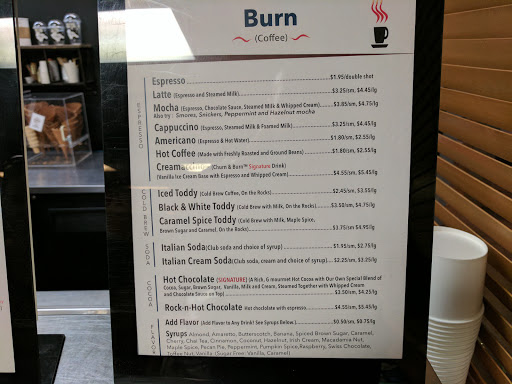 Burn
(Coffee)
ESPRESSO
Espresso $1.95/double shot
Latte (Espresso and Steamed Milk) $3.25/sm, $4.45/lg
Mocha (Espresso, Chocolate Sauce, Steamed Milk & Whipped Cream) $3.85/sm, $4.75/lg
Also try: Smores, Snickers, Peppermint and Hazelnut mocha
Cappuccino (Espresso, Steamed Milk & Foamed Milk) $3.25/sm, $4.45/lg
Americano (Espresso & Hot Water) $1.80/sm, $2.55/lg
Hot Coffee (Made with Freshly Roasted and Ground Beans) $1.80/sm, $2.55/lg
(Churn & Burn™ Signature Drink)
(Vanilla Ice Cream Base with Espresso and Whipped Cream) $4.55/sm, $5.45/lg
COLD BREW
Iced Toddy (Cold Brew Coffee, On the Rocks) $2.45/sm, $3.55/lg
Black & White Toddy (Cold Brew with Milk, On the Rocks) $3.50/sm, $4.75/lg
Caramel Spice Toddy (Cold Brew with Milk, Maple Spice,
Brown Sugar and Caramel, On the Rocks) $3.75/sm $4.95/lg
SODA
Italian Soda (Club soda and choice of syrup) $1.95/sm, $2.75/lg
Italian Cream Soda (Club soda, cream and choice of syrup) $2.25/sm, $3.25/lg
COCOA
Hot Chocolate (SIGNATURE) (A Rich, Gourmet Hot Cocoa with Our Own Special Blend of
Cocoa, Sugar, Brown Sugar, Vanilla, Milk and Cream, Steamed Together with Whipped Cream
and Chocolate Sauce on Top) $3.50/sm, $4.25/lg
Rock-n-Hot Chocolate Hot chocolate with espresso $4.55/sm, $5.45/lg
FLAVOR
Add Flavor (Add Flavor to Any Drink! See Syrups Below.) $0.50/sm, $0.75/lg
Syrups Almond, Amaretto, Butterscotch, Banana, Spiced Brown Sugar, Caramel,
Cherry, Chai Tea, Cinnamon, Coconut, Hazelnut, Irish Cream, Macadamia Nut,
Maple Spice, Pecan Pie, Peppermint, Pumpkin Spice, Raspberry, Swiss Chocolate,
Toffee Nut, Vanilla (Sugar Free: Vanilla, Caramel)